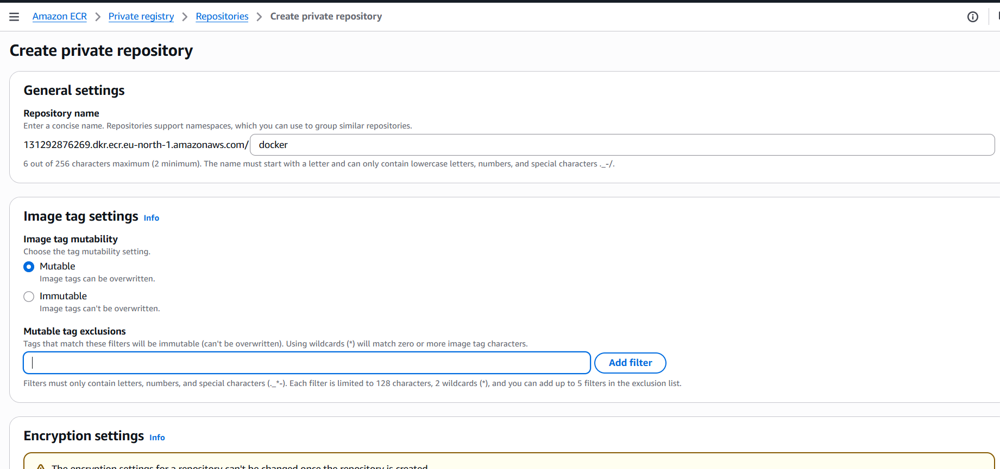 Amazon ECR > Private registry > Repositories > Create private repository
Create private repository
General settings
Repository name
Enter a concise name. Repositories support namespaces, which you can use to group similar repositories.
131292876269.dkr.ecr.eu-north-1.amazonaws.com/ docker
6 out of 256 characters maximum (2 minimum). The name must start with a letter and can only contain lowercase letters, numbers, and special characters ._-/.
Image tag settings Info
Image tag mutability
Choose the tag mutability setting.
Mutable
Image tags can be overwritten.
Immutable
Image tags can't be overwritten.
Mutable tag exclusions
Tags that match these filters will be immutable (can't be overwritten). Using wildcards (*) will match zero or more image tag characters.
Add filter
Filters must only contain letters, numbers, and special characters (._*-). Each filter is limited to 128 characters, 2 wildcards (*), and you can add up to 5 filters in the exclusion list.
Encryption settings Info
The encryption settings for a repository can't be changed once the repository is created.